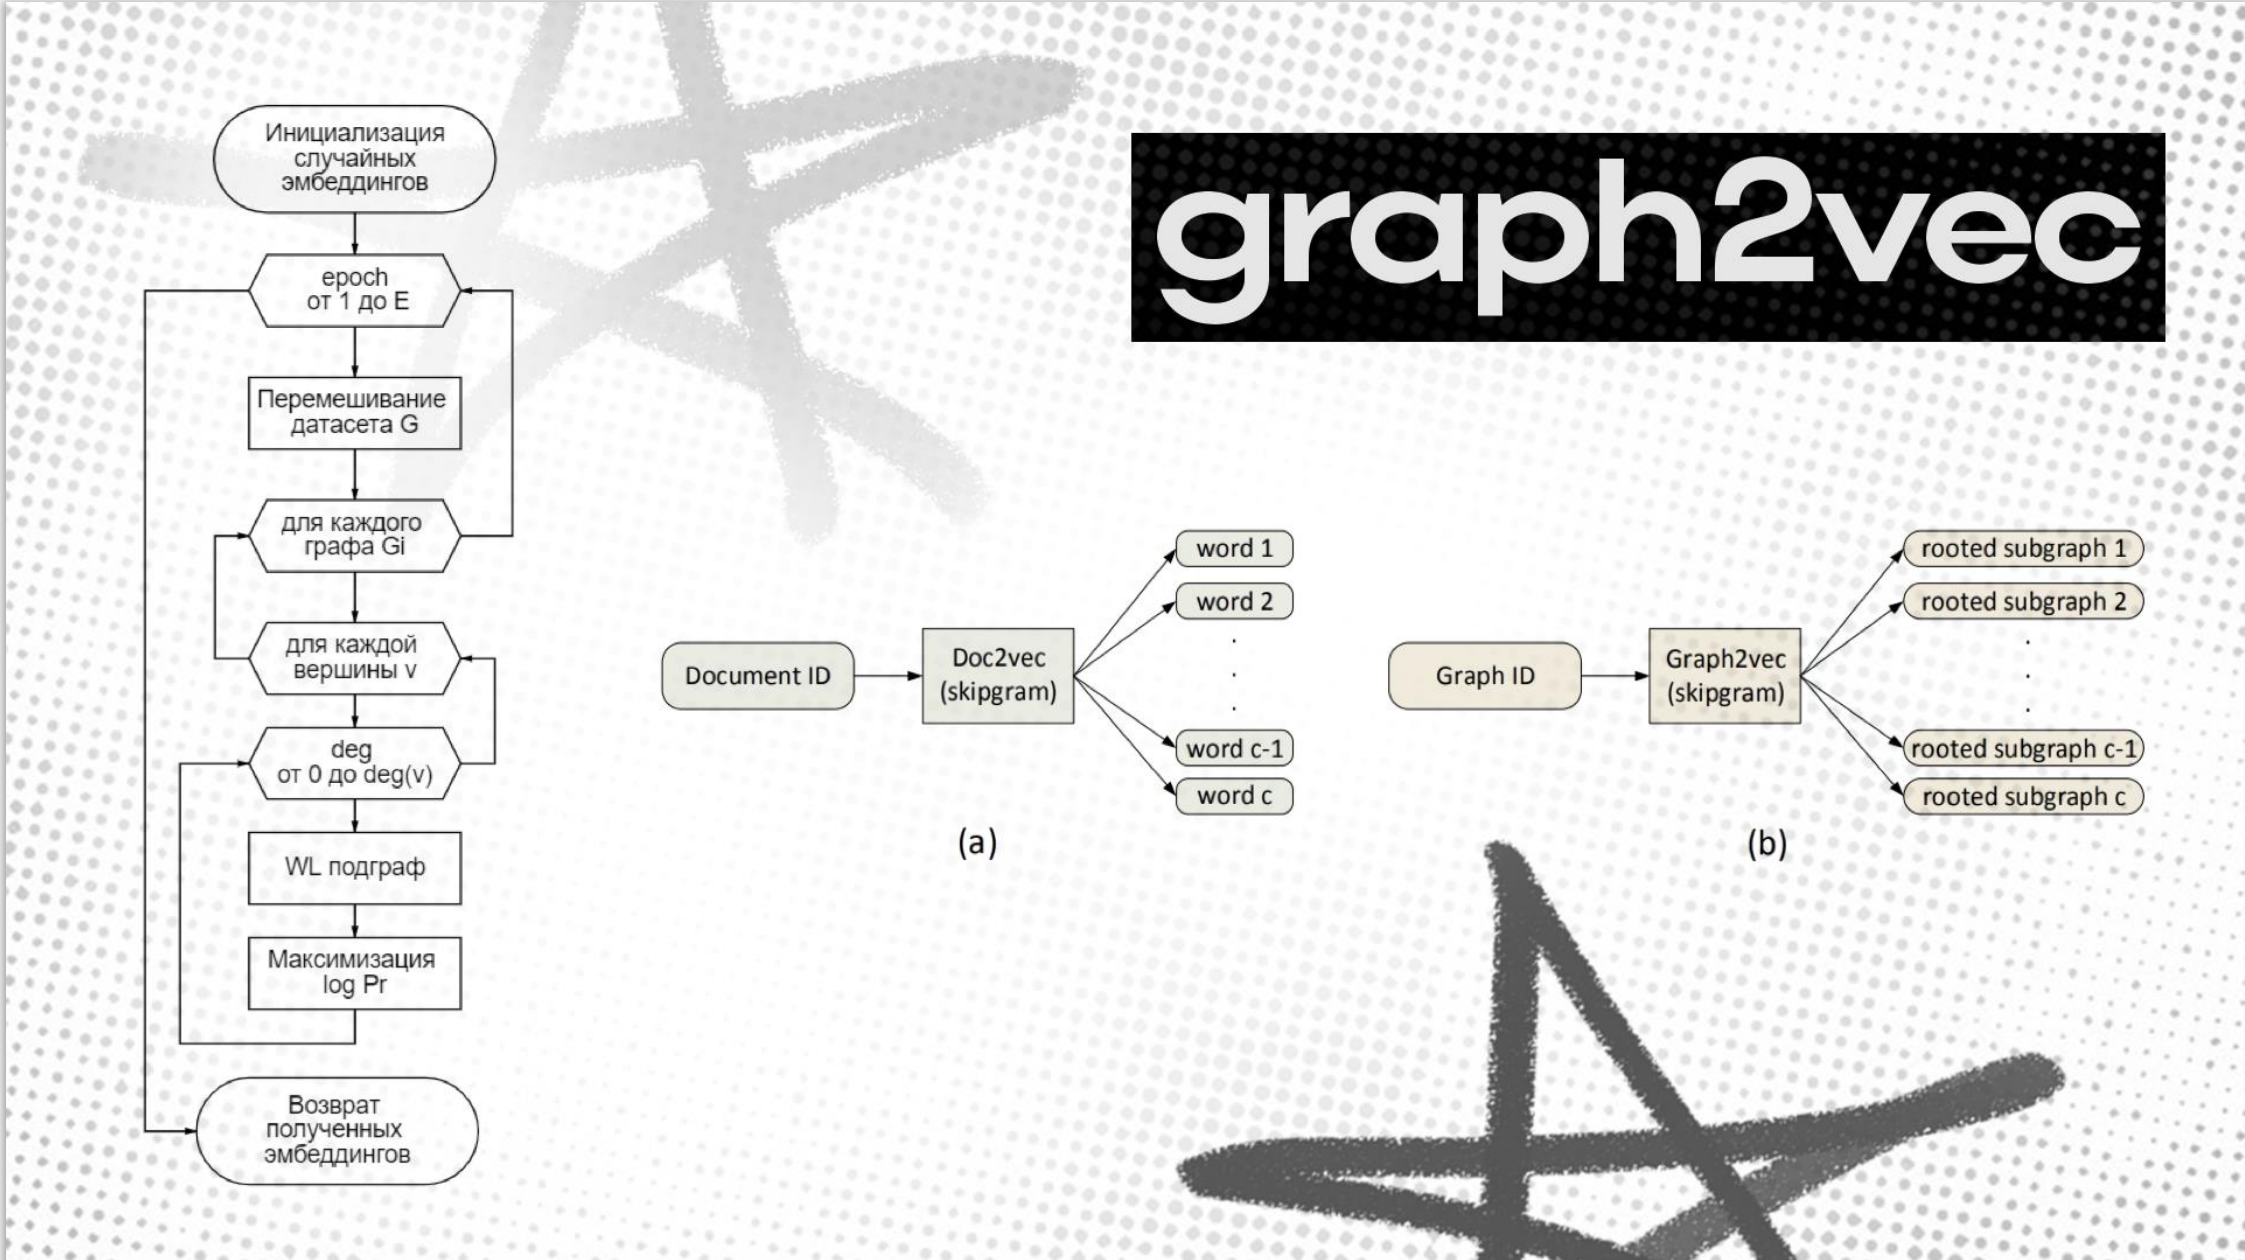 graph2vec
Инициализация
случайных
эмбеддингов
epoch
от 1 до E
Перемешивание
датасета G
для каждого
графа Gi
для каждой
вершины v
deg
от 0 до deg(v)
WL подграф
Максимизация
log Pr
Возврат
полученных
эмбеддингов
Document ID
Doc2vec
(skipgram)
word 1
word 2
.
.
.
word c-1
word c
(a)
Graph ID
Graph2vec
(skipgram)
rooted subgraph 1
rooted subgraph 2
.
.
.
rooted subgraph c-1
rooted subgraph c
(b)